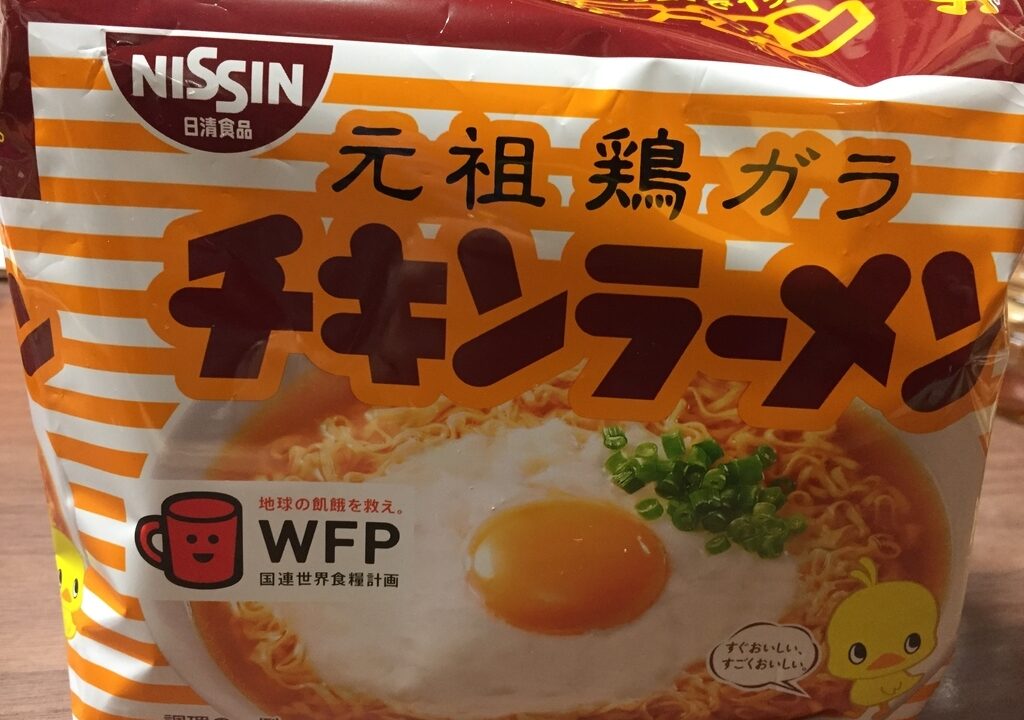 NISSIN
日清食品
元祖鶏ガラ
チキンラーメン
地球の飢餓を救え。
WFP
国連世界食糧計画
すぐおいしい、
すごくおいしい。